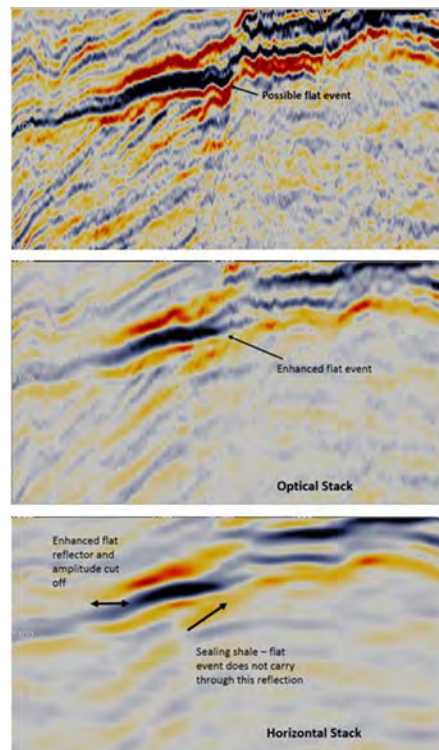 Possible flat event
Enhanced flat event
Optical Stack
Enhanced flat
reflector and
amplitude cut
off
Sealing shale – flat
event does not carry
through this reflection
Horizontal Stack